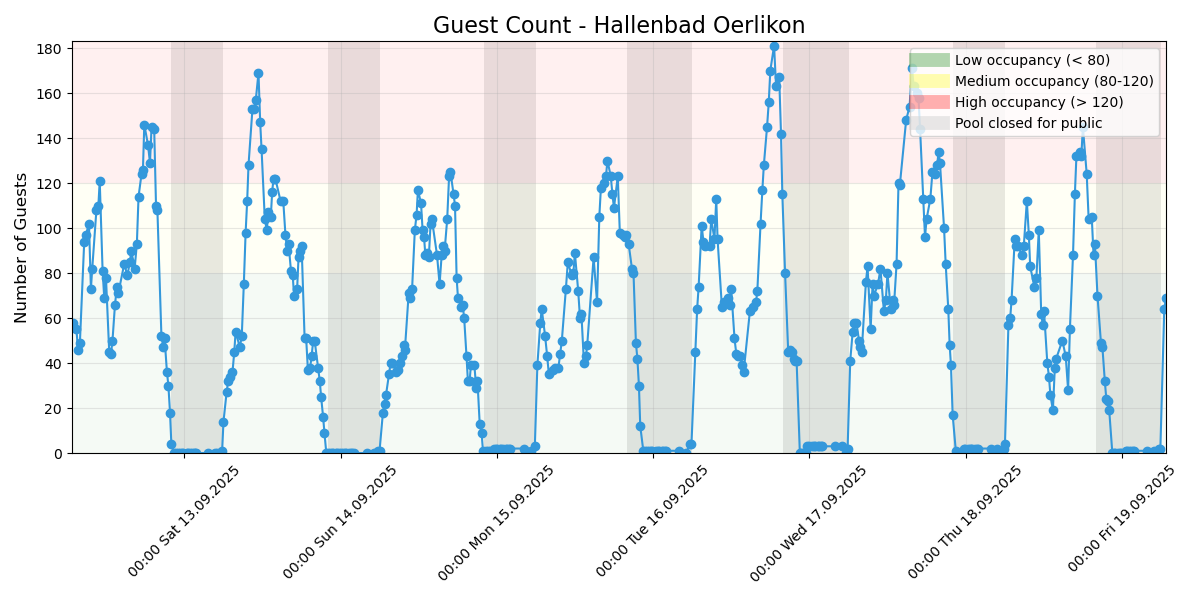 Guest Count - Hallenbad Oerlikon
Number of Guests
180
160
140
120
100
80
60
40
20
0
Low occupancy (< 80)
Medium occupancy (80-120)
High occupancy (> 120)
Pool closed for public
00:00 Sat 13.09.2025
00:00 Sun 14.09.2025
00:00 Mon 15.09.2025
00:00 Tue 16.09.2025
00:00 Wed 17.09.2025
00:00 Thu 18.09.2025
00:00 Fri 19.09.2025